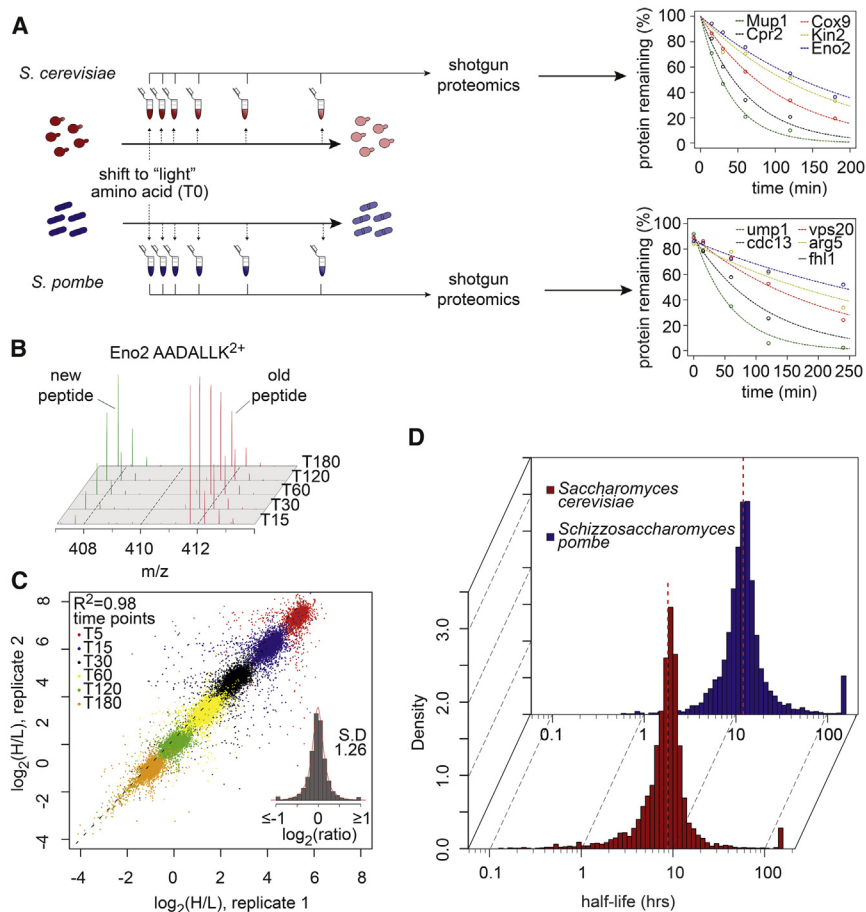 A
S. cerevisiae
shotgun
proteomics
shift to "light"
amino acid (T0)
S. pombe
shotgun
proteomics
protein remaining (%)
100
80
60
40
20
0
Mup1
Cpr2
Cox9
Kin2
Eno2
0 50 100 150 200
time (min)
protein remaining (%)
100
80
60
40
20
0
ump1
cdc13
vps20
arg5
fhl1
0 50 100 150 200 250
time (min)
B
Eno2 AADALLK2+
new
peptide
old
peptide
T180
T120
T60
T30
T15
408 410 412
m/z
C
log2(H/L), replicate 2
8
6
4
2
0
-2
-4
R2=0.98
time points
T5
T15
T30
T60
T120
T180
S.D
1.26
≤-1 0 ≥1
log2(ratio)
-4 -2 0 2 4 6 8
log2(H/L), replicate 1
D
Saccharomyces
cerevisiae
Schizzosaccharomyces
pombe
0.1 1 10 100
Density
3.0
2.0
1.0
0.0
0.1 1 10 100
half-life (hrs)